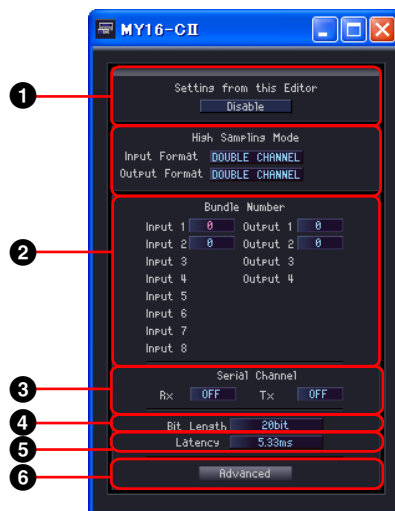 MY16-CII
Setting from this Editor
Disable
High Sampling Mode
Input Format DOUBLE CHANNEL
Output Format DOUBLE CHANNEL
Bundle Number
Input 1 0 Output 1 0
Input 2 0 Output 2 0
Input 3 Output 3
Input 4 Output 4
Input 5
Input 6
Input 7
Input 8
Serial Channel
Rx OFF Tx OFF
Bit Length 20bit
Latency 5.33ms
Advanced
1
2
3
4
5
6